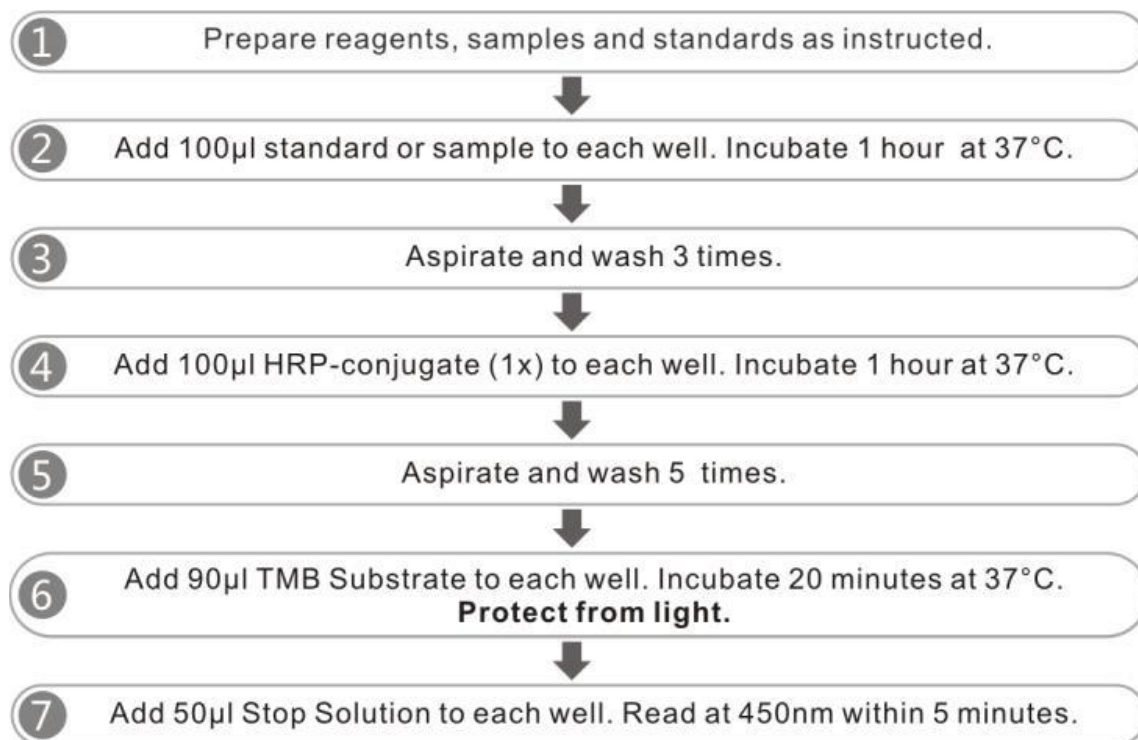 1 Prepare reagents, samples and standards as instructed.
2 Add 100µl standard or sample to each well. Incubate 1 hour at 37°C.
3 Aspirate and wash 3 times.
4 Add 100µl HRP-conjugate (1x) to each well. Incubate 1 hour at 37°C.
5 Aspirate and wash 5 times.
6 Add 90µl TMB Substrate to each well. Incubate 20 minutes at 37°C.
Protect from light.
7 Add 50µl Stop Solution to each well. Read at 450nm within 5 minutes.